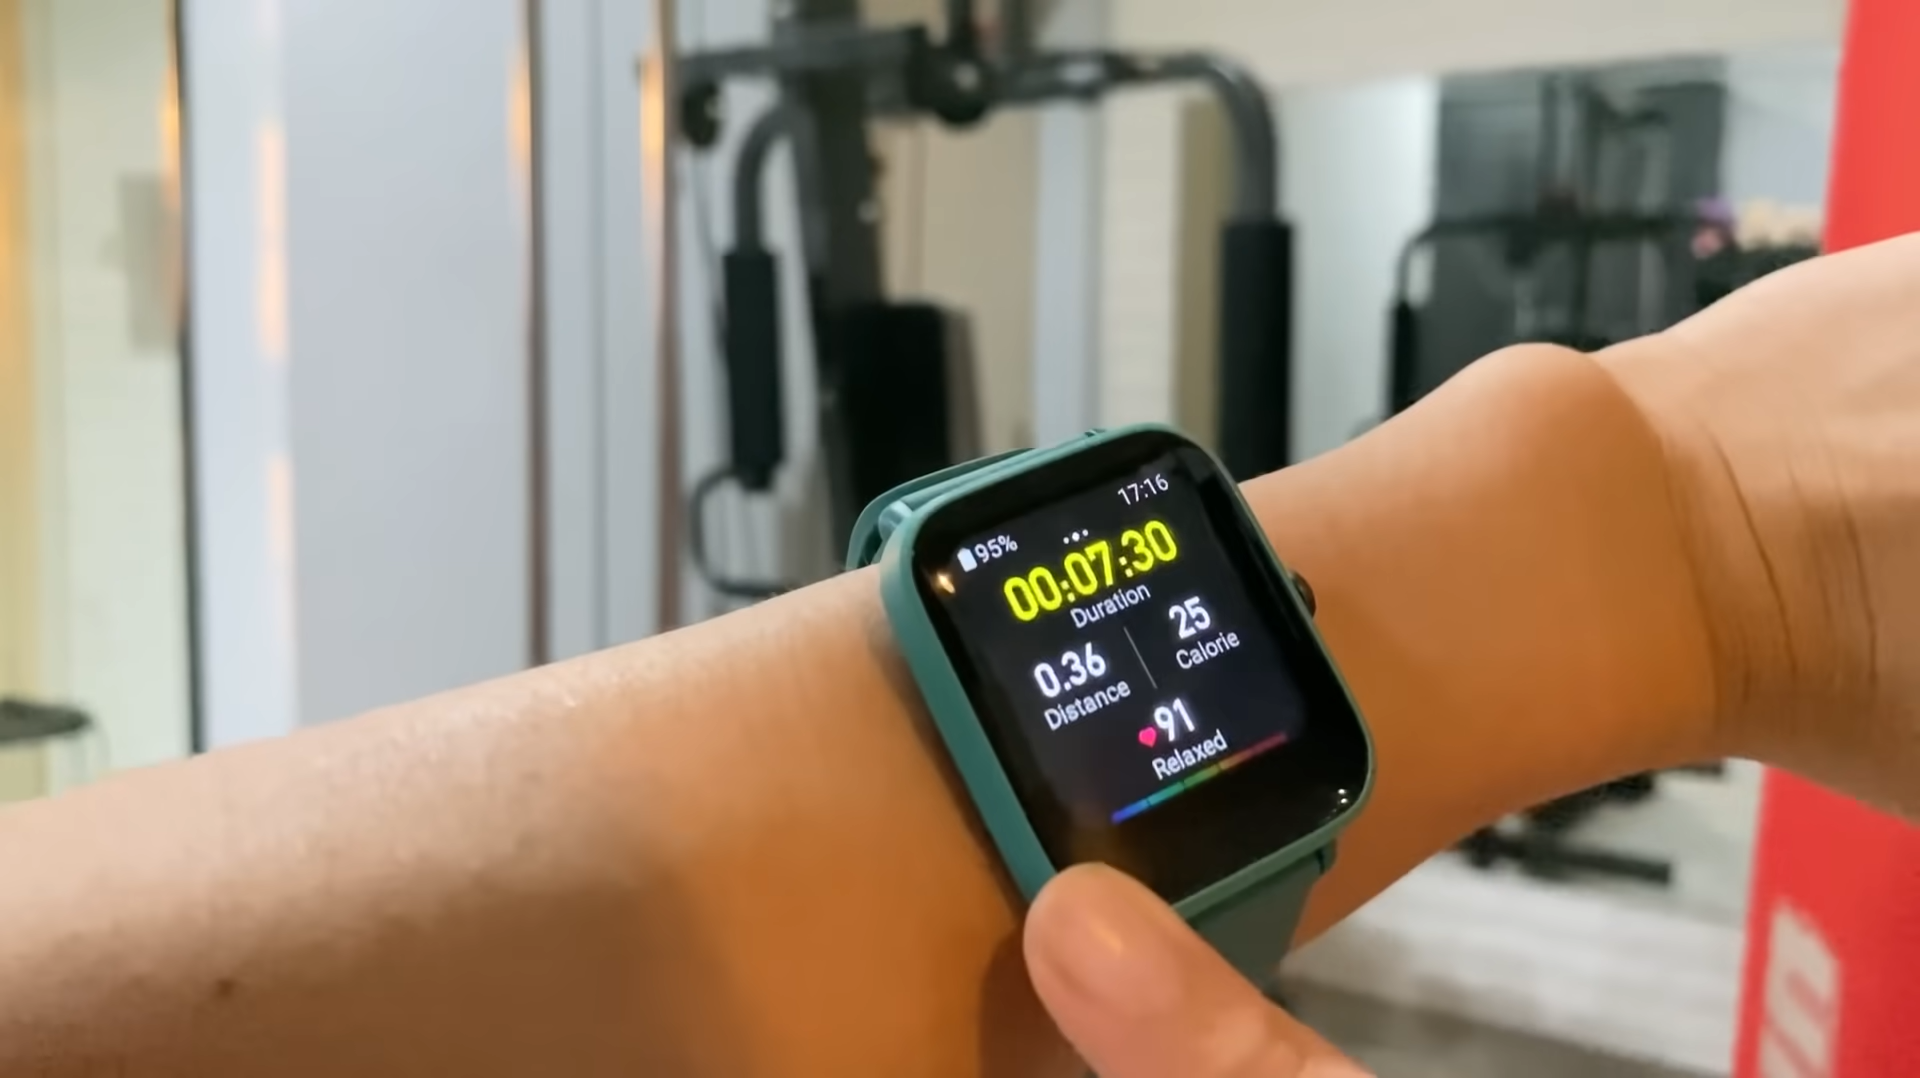 17:16
95%
00:07:30
Duration
0.36
Distance
25
Calorie
91
Relaxed